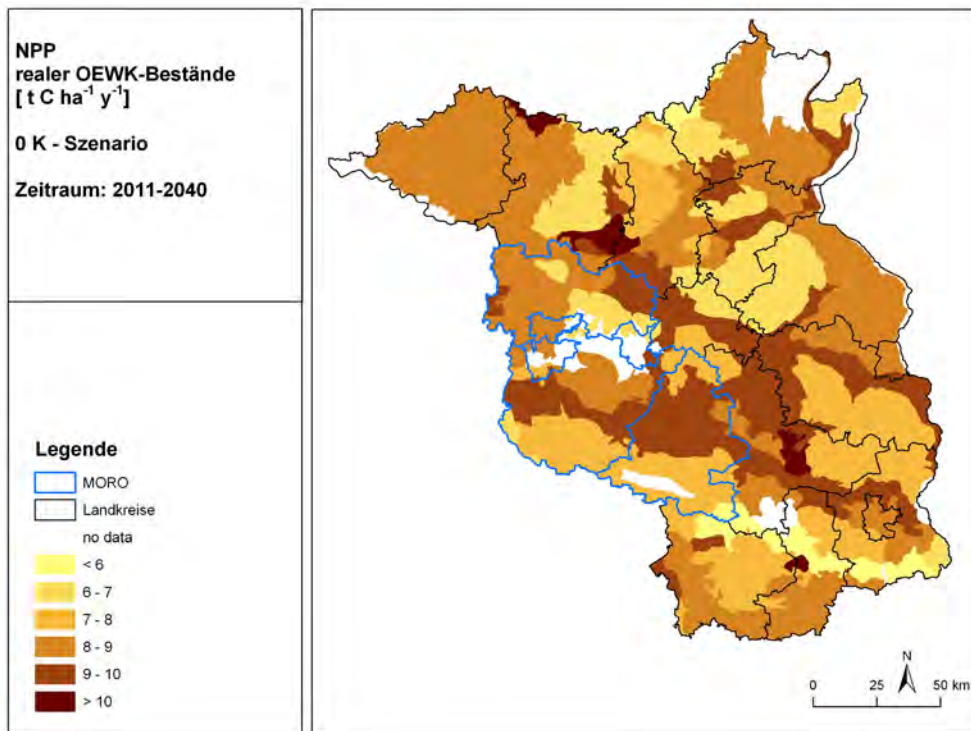 NPP
realer OEWK-Bestände
[ t C ha⁻¹ y⁻¹]
0 K - Szenario
Zeitraum: 2011-2040
Legende
MORO
Landkreise
no data
< 6
6 - 7
7 - 8
8 - 9
9 - 10
> 10
N
0 25 50 km